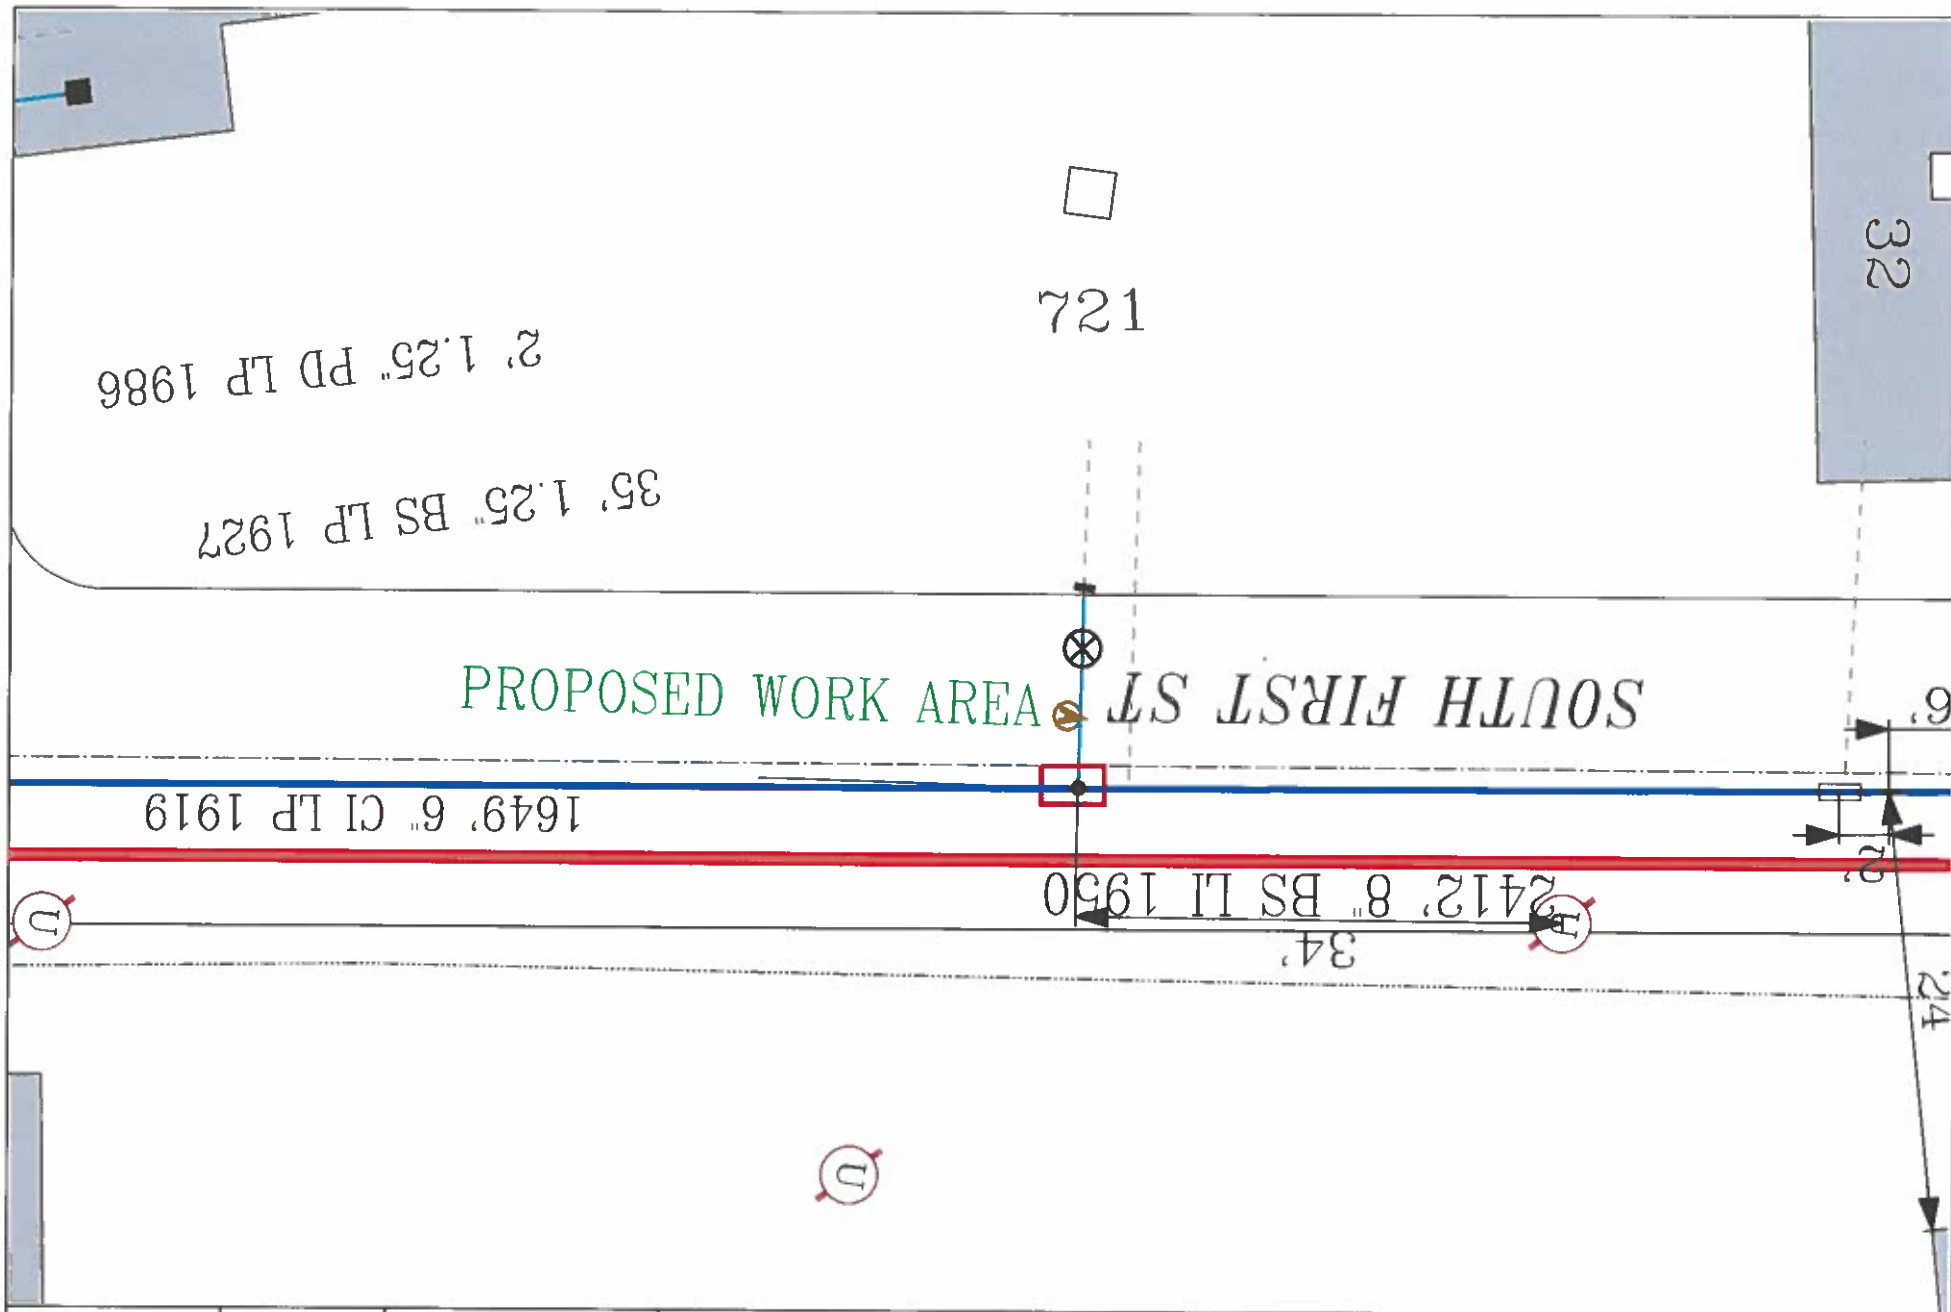 32
721
2' 1.25" PD LP 1986
35' 1.25" BS LP 1927
PROPOSED WORK AREA
SOUTH FIRST ST
6'
1649' 6" CI LP 1919
2'
2412' 8" BS LI 1950
34'
24'
U
U
U
U